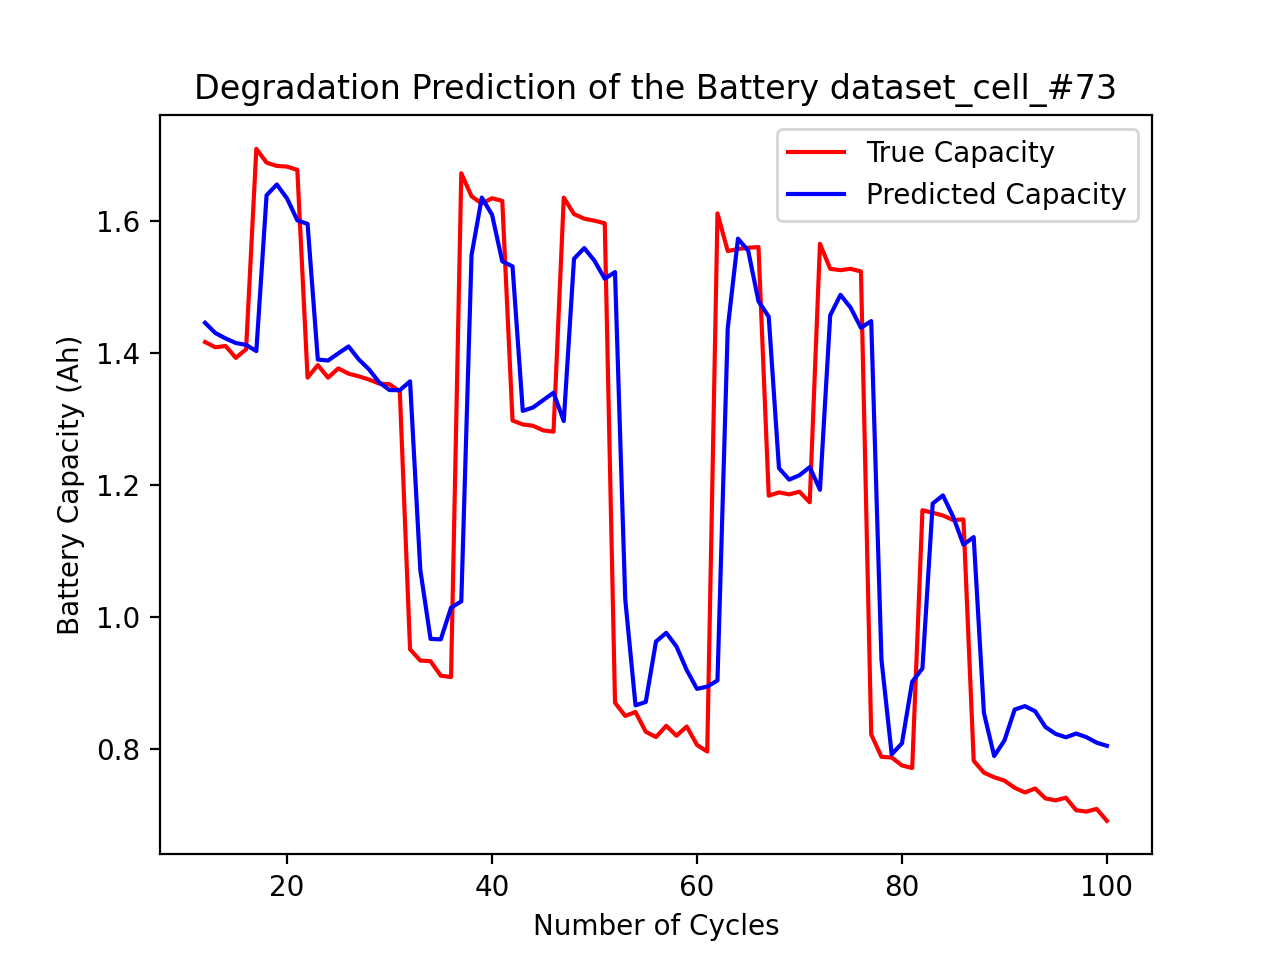 Degradation Prediction of the Battery dataset_cell_#73
True Capacity
Predicted Capacity
Battery Capacity (Ah)
1.6
1.4
1.2
1.0
0.8
20 40 60 80 100
Number of Cycles